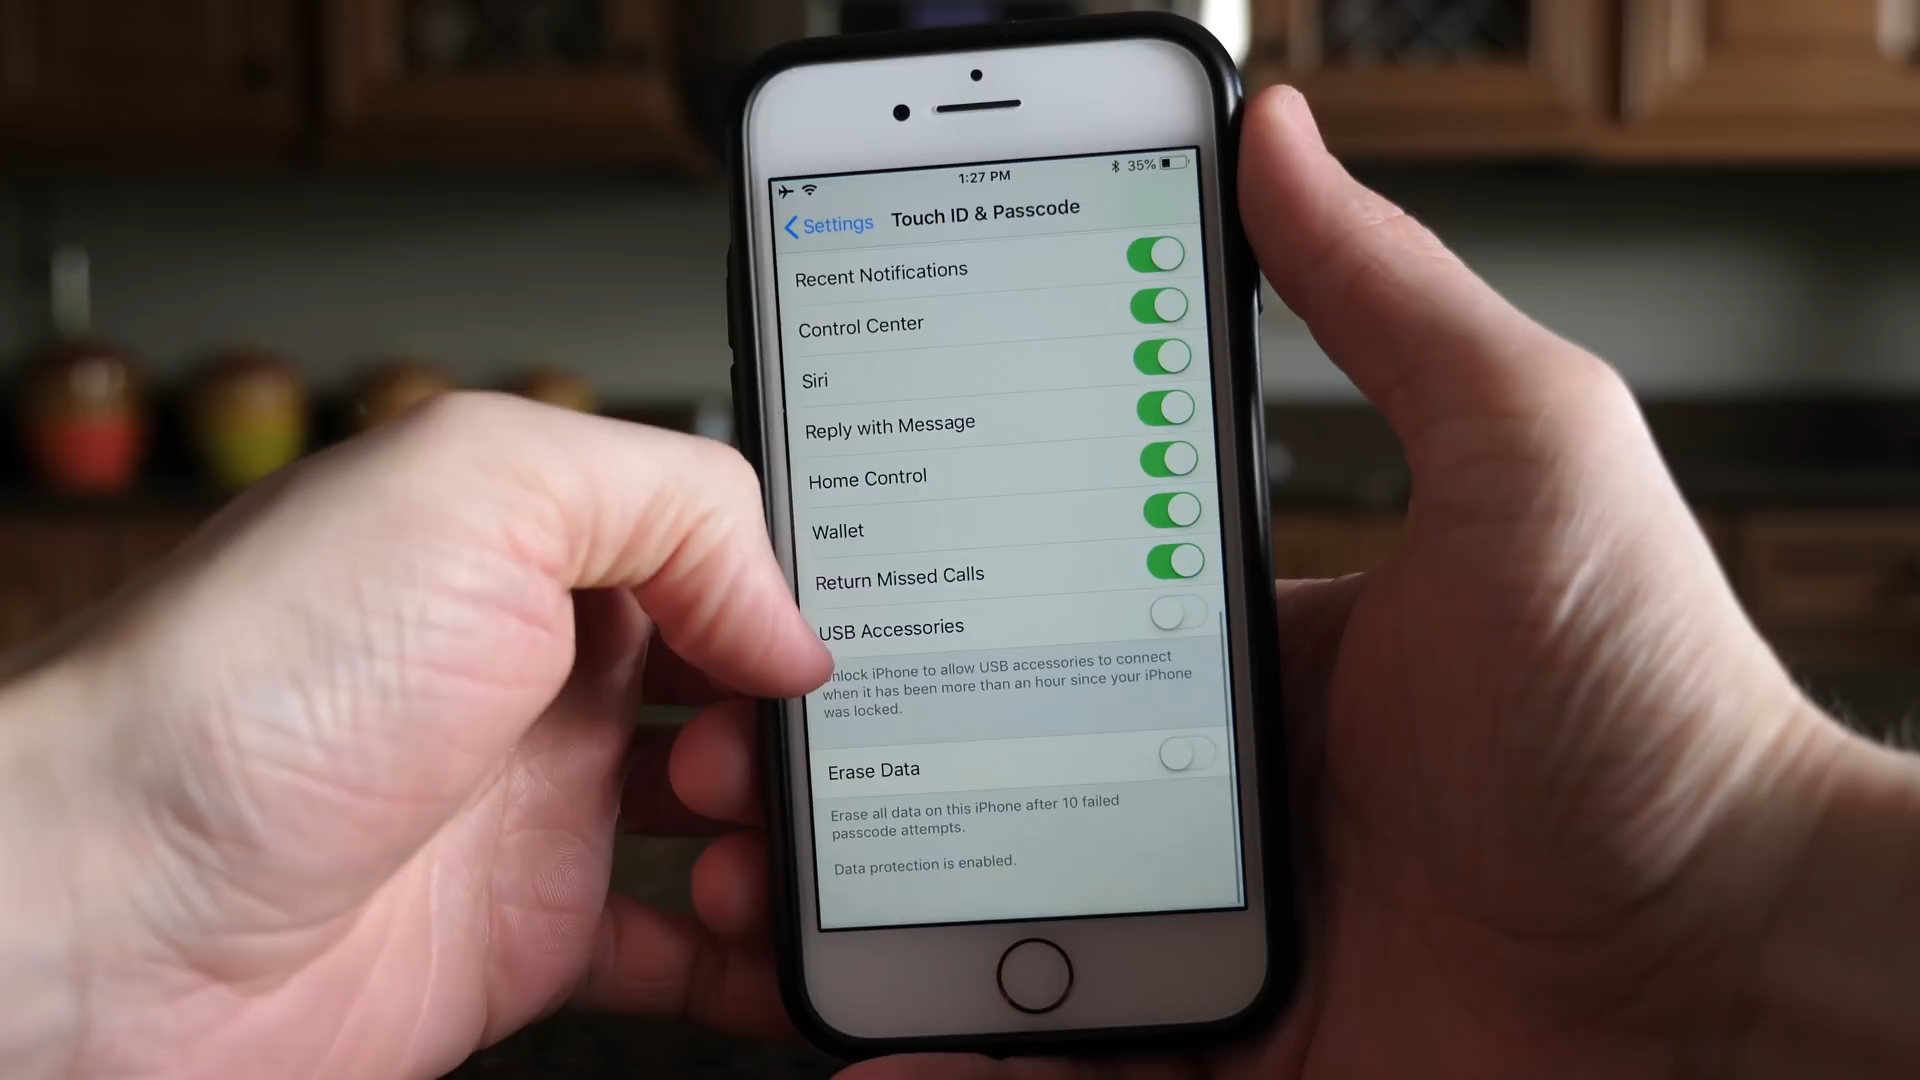 1:27 PM
35%
Settings
Touch ID & Passcode
Recent Notifications
Control Center
Siri
Reply with Message
Home Control
Wallet
Return Missed Calls
USB Accessories
nlock iPhone to allow USB accessories to connect
when it has been more than an hour since your iPhone
was locked.
Erase Data
Erase all data on this iPhone after 10 failed
passcode attempts.
Data protection is enabled.